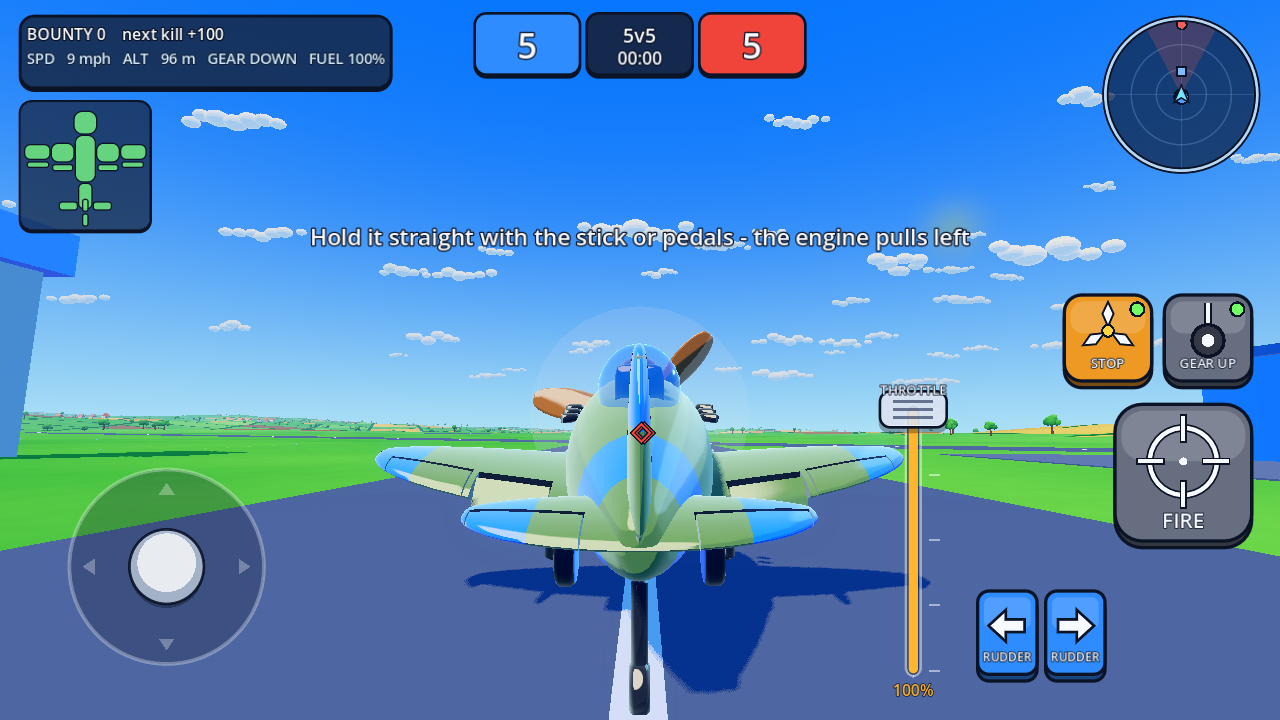 BOUNTY 0 next kill +100
SPD 9 mph ALT 96 m GEAR DOWN FUEL 100%
5
5v5
00:00
5
Hold it straight with the stick or pedals - the engine pulls left
STOP
GEAR UP
THROTTLE
FIRE
RUDDER
RUDDER
100%